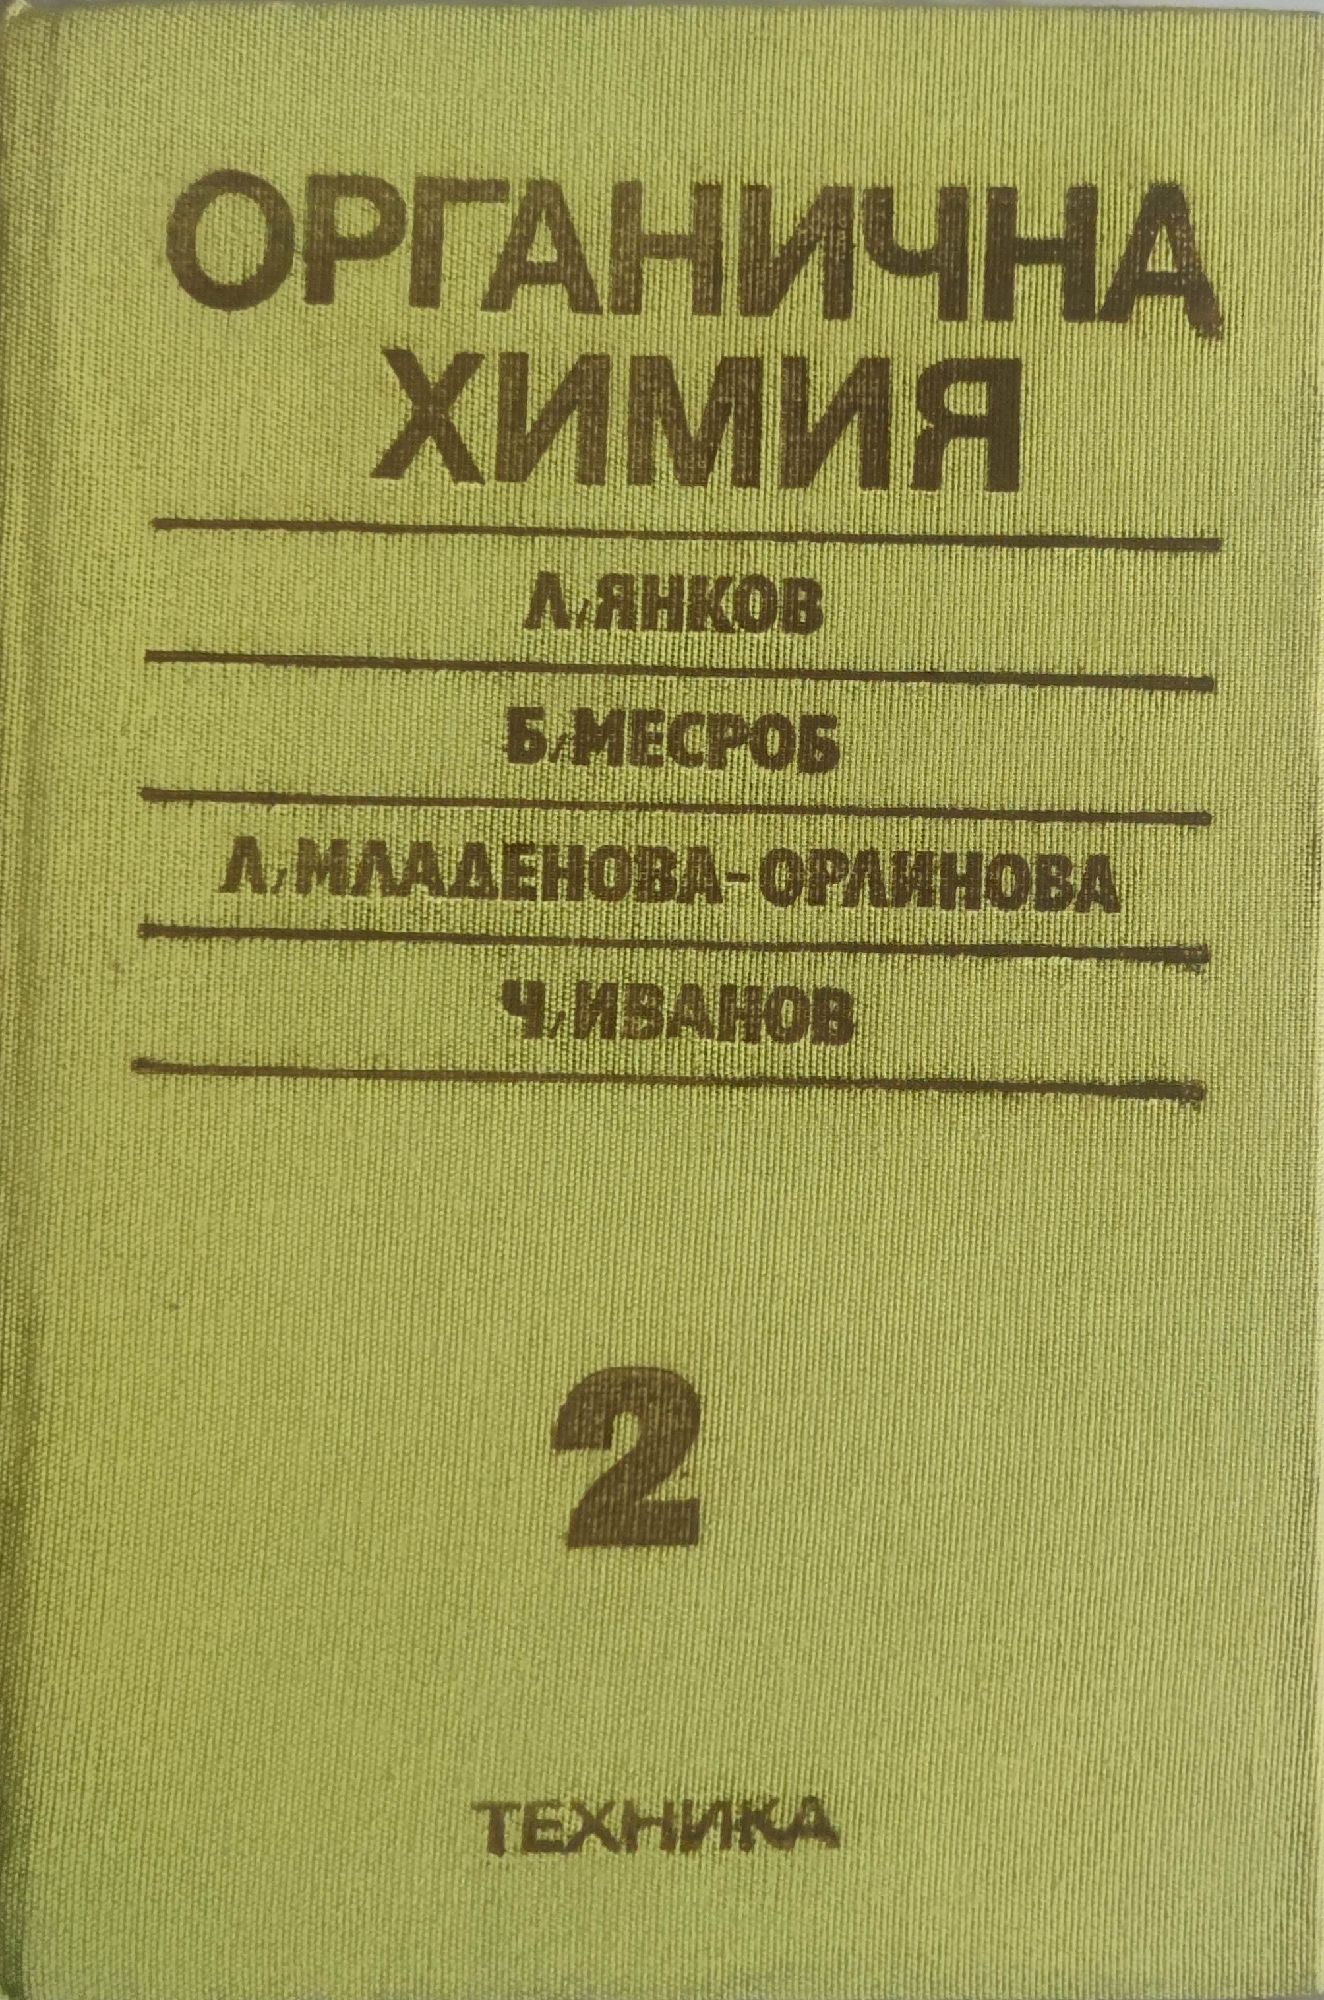 ОРГАНИЧНА
ХИМИЯ
Л.ЯНКОВ
Б.МЕСРОБ
Л.МЛАДЕНОВА-ОРЛИНОВА
Ч.ИВАНОВ
2
ТЕХНИКА